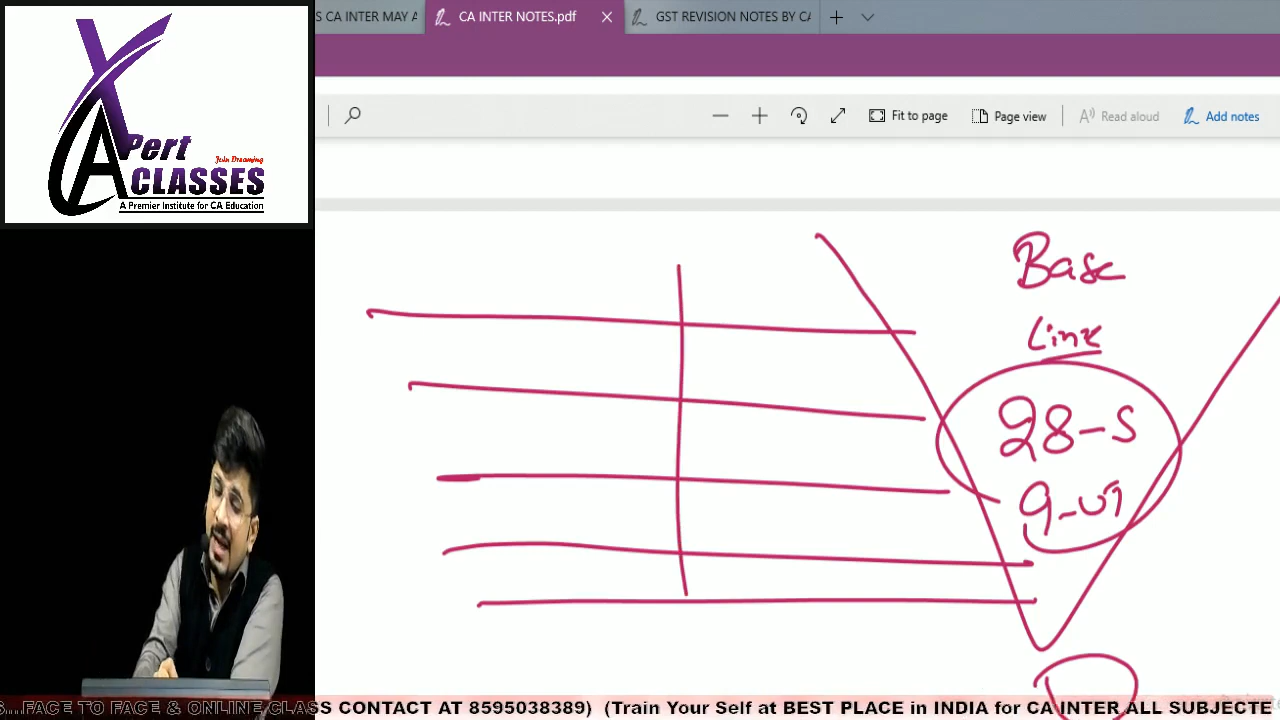 S CA INTER MAY A
CA INTER NOTES.pdf
GST REVISION NOTES BY CA
Fit to page
Page view
Read aloud
Add notes
XPert
Join Dreaming
CA CLASSES
A Premier Institute for CA Education
Base
Link
28-S
S...FACE TO FACE & ONLINE CLASS CONTACT AT 8595038389) (Train Your Self at BEST PLACE in INDIA for CA INTER ALL SUBJECTE